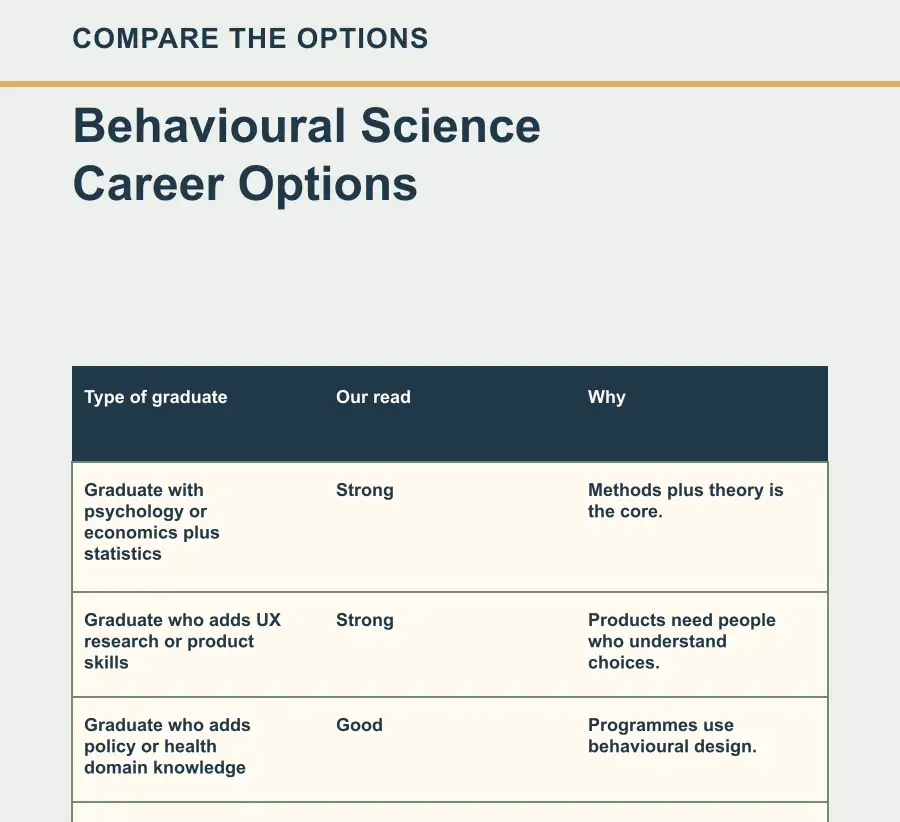 COMPARE THE OPTIONS
Behavioural Science
Career Options
Type of graduate
Our read
Why
Graduate with
psychology or
economics plus
statistics
Strong
Methods plus theory is
the core.
Graduate who adds UX
research or product
skills
Strong
Products need people
who understand
choices.
Graduate who adds
policy or health
domain knowledge
Good
Programmes use
behavioural design.